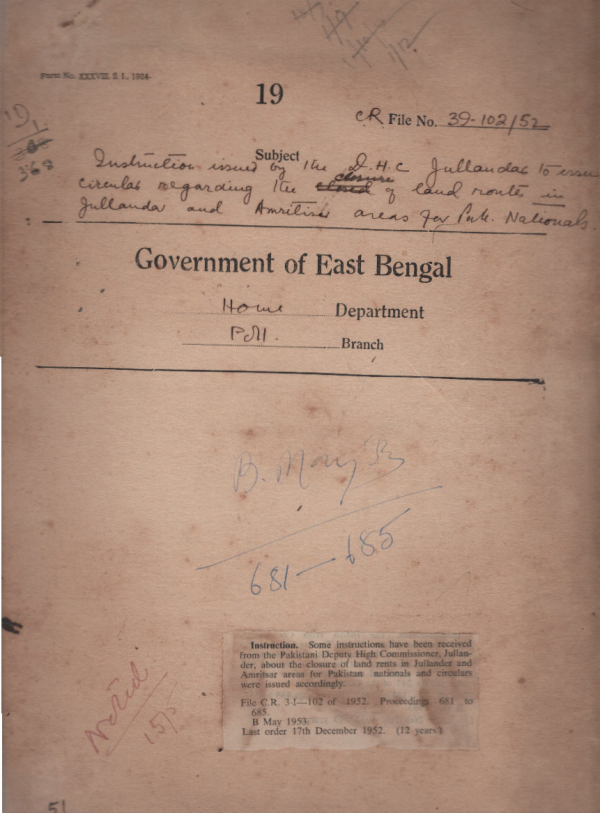 Form No. XXXVIII, S. 1, 1924.
19
CR File No. 39-102/52
368
Subject
Instruction issued by the D.H.C Jullandar to issue
circular regarding the closure of land routes in
Jullandar and Amritsar areas for Pak. Nationals.
Government of East Bengal
Home Department
Poll. Branch
B. May 53
681—685
Instruction. Some instructions have been received
from the Pakistani Deputy High Commissioner, Jullan-
der, about the closure of land rents in Jullander and
Amritsar areas for Pakistan nationals and circulars
were issued accordingly.
File C.R. 3I—102 of 1952. Proceedings 681 to
685.
B May 1953.
Last order 17th December 1952. (12 years)
Noted
51